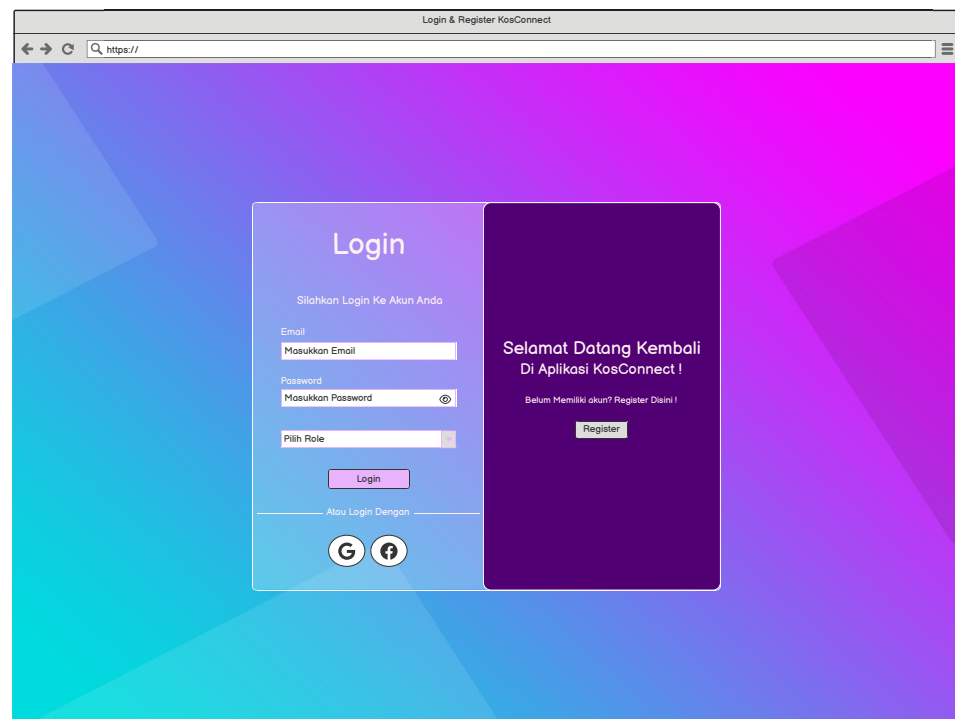 Login & Register KosConnect
https://
Login
Silahkan Login Ke Akun Anda
Email
Masukkan Email
Password
Masukkan Password
Pilih Role
Login
Atau Login Dengan
G
Selamat Datang Kembali
Di Aplikasi KosConnect !
Belum Memiliki akun? Register Disini !
Register